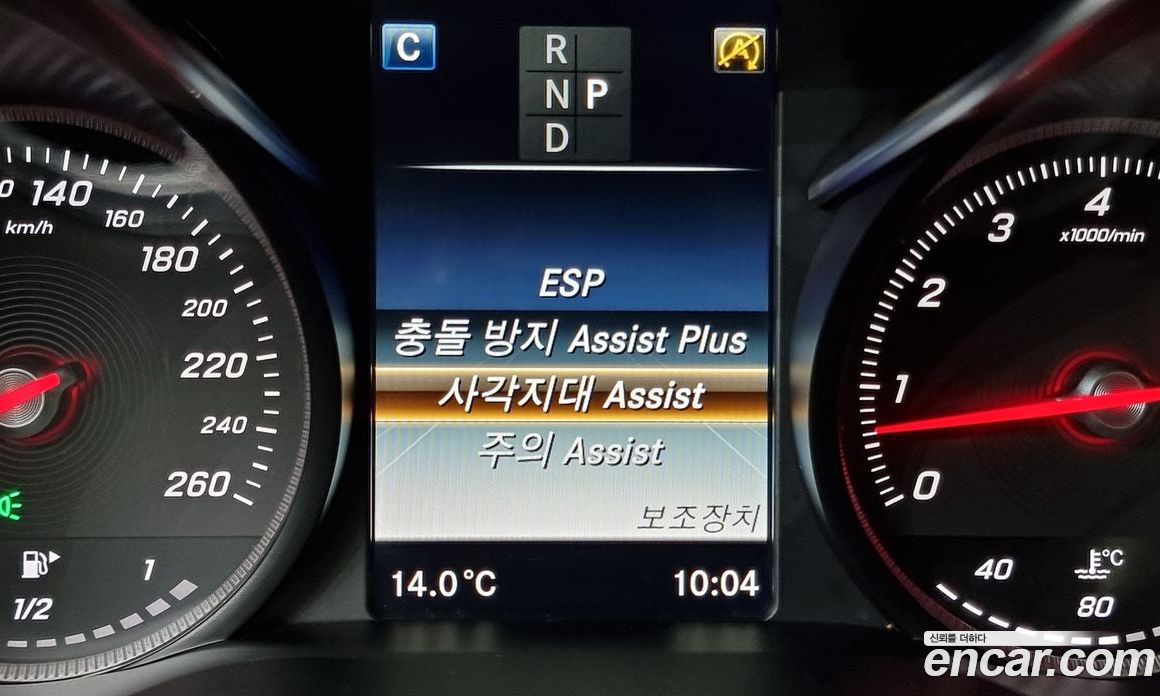 C
R
N P
D
A
140
160
km/h
180
200
220
240
260
1
1/2
ESP
충돌 방지 Assist Plus
사각지대 Assist
주의 Assist
보조장치
14.0°C 10:04
4
3
x1000/min
2
1
0
40
°C
80
신뢰를 더하다
encar.com